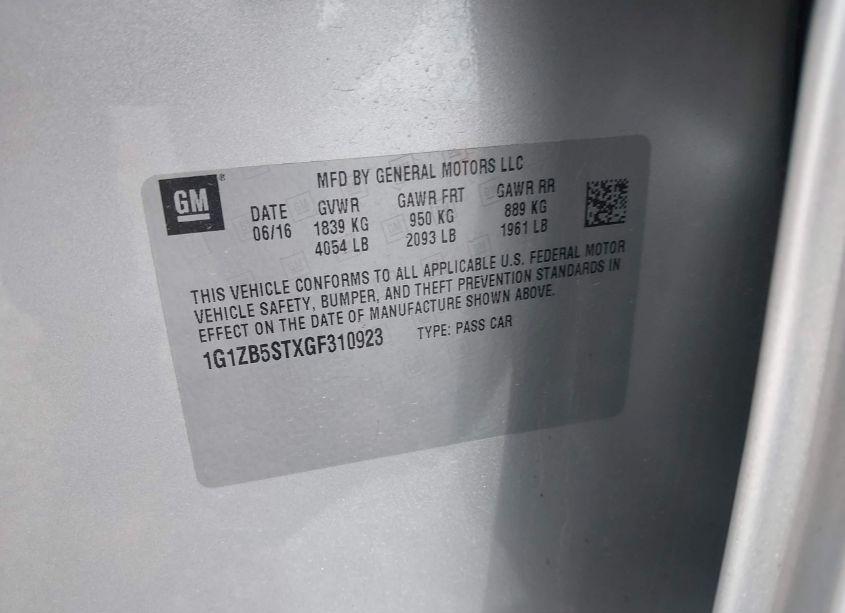 GM®
MFD BY GENERAL MOTORS LLC
DATE GVWR GAWR FRT GAWR RR
06/16 1839 KG 950 KG 889 KG
4054 LB 2093 LB 1961 LB
THIS VEHICLE CONFORMS TO ALL APPLICABLE U.S. FEDERAL MOTOR
VEHICLE SAFETY, BUMPER, AND THEFT PREVENTION STANDARDS IN
EFFECT ON THE DATE OF MANUFACTURE SHOWN ABOVE.
1G1ZB5STXGF310923 TYPE: PASS CAR